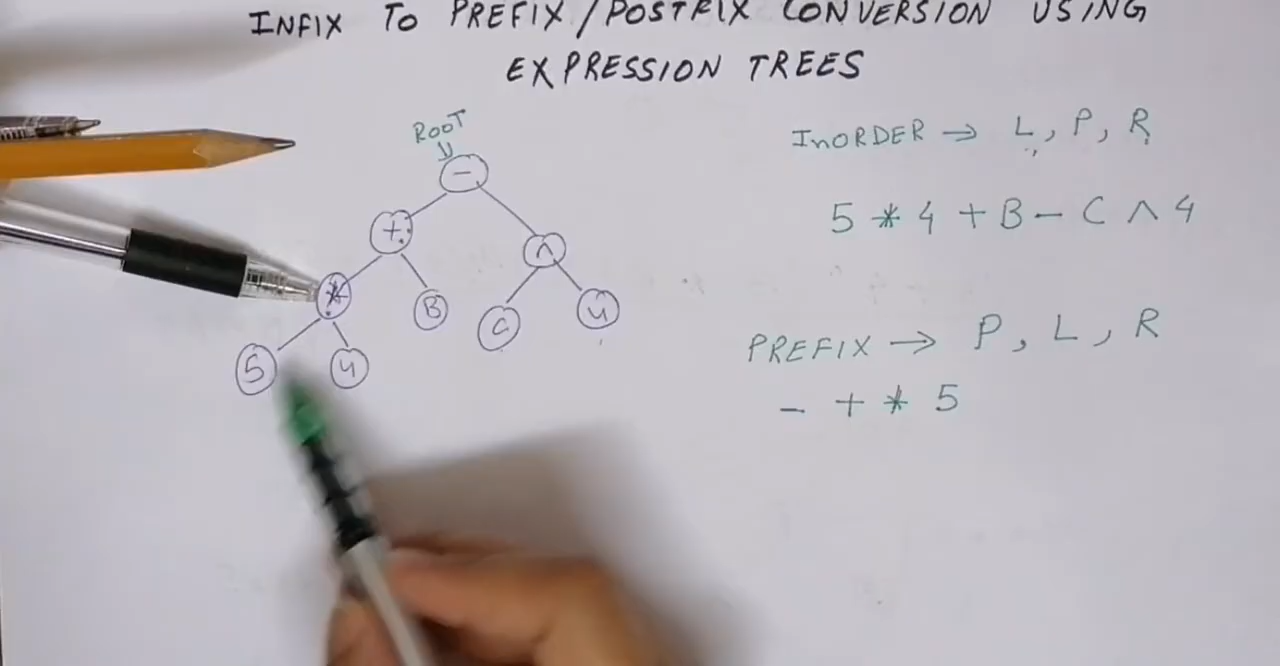 INFIX TO PREFIX/POSTFIX CONVERSION USING
EXPRESSION TREES
ROOT
-
+
*
^
B
C
4
5
4
InORDER → L, P, R
5 * 4 + B - C ^ 4
PREFIX → P, L, R
- + * 5